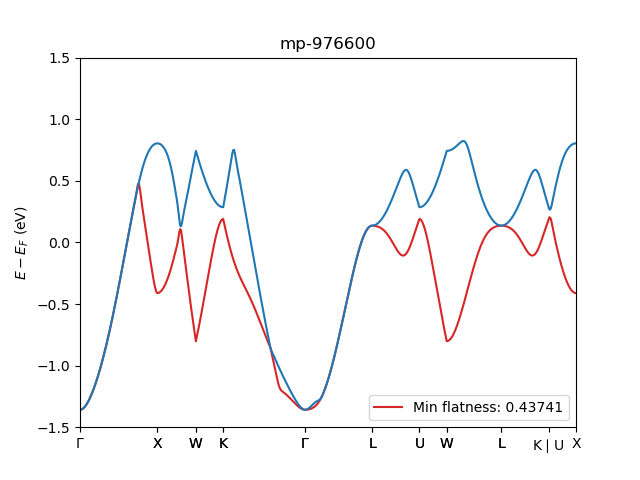 mp-976600
E − E_F (eV)
1.5
1.0
0.5
0.0
−0.5
−1.0
−1.5
Min flatness: 0.43741
Γ X W K Γ L U W L K | U X